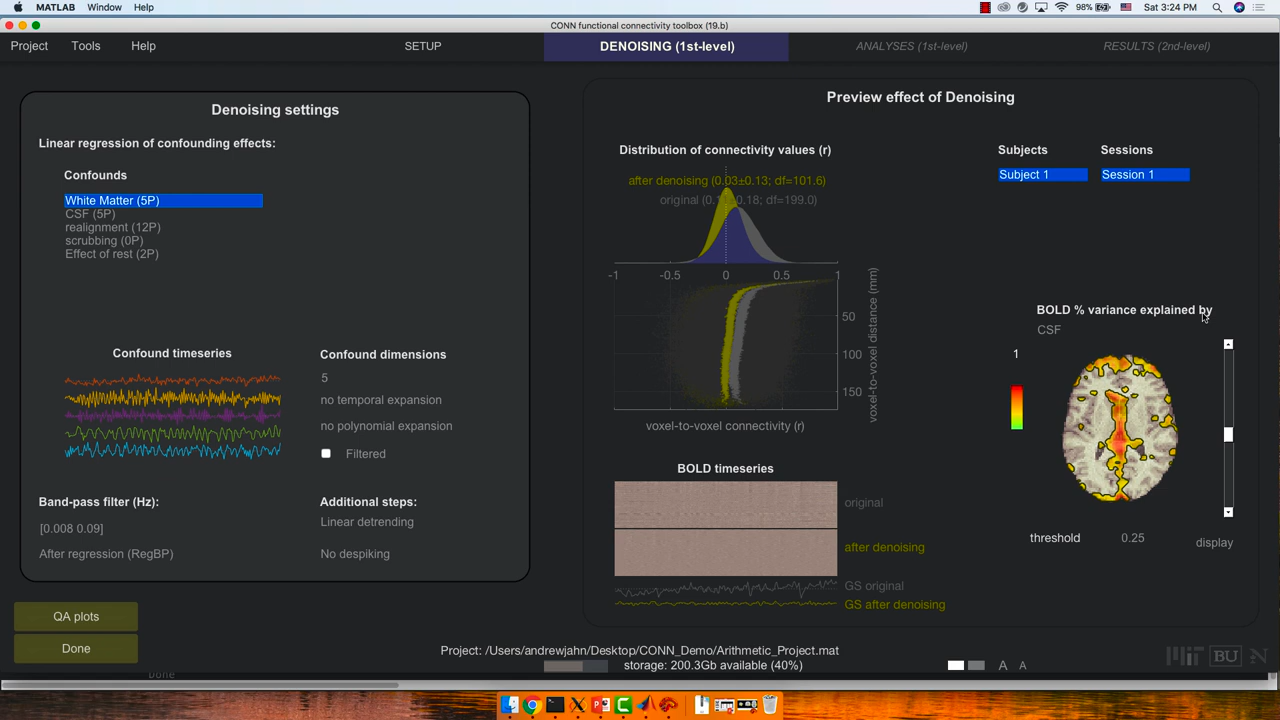 MATLAB Window Help 98% Sat 3:24 PM
CONN functional connectivity toolbox (19.b)
Project Tools Help SETUP DENOISING (1st-level) ANALYSES (1st-level) RESULTS (2nd-level)
Denoising settings
Linear regression of confounding effects:
Confounds
White Matter (5P)
CSF (5P)
realignment (12P)
scrubbing (0P)
Effect of rest (2P)
Confound timeseries
Confound dimensions
5
no temporal expansion
no polynomial expansion
Filtered
Band-pass filter (Hz):
[0.008 0.09]
After regression (RegBP)
Additional steps:
Linear detrending
No despiking
QA plots
Done
Preview effect of Denoising
Distribution of connectivity values (r)
after denoising (0.03±0.13; df=101.6)
df=199.0)
-1 -0.5 0 0.5 1
50
100
150
voxel-to-voxel distance (mm)
voxel-to-voxel connectivity (r)
BOLD timeseries
original
after denoising
GS original
GS after denoising
Subjects
Subject 1
Sessions
Session 1
BOLD % variance explained by
CSF
1
threshold 0.25
display
Project: /Users/andrewjahn/Desktop/CONN_Demo/Arithmetic_Project.mat
storage: 200.3Gb available (40%)
A A
MIT BU N
Done